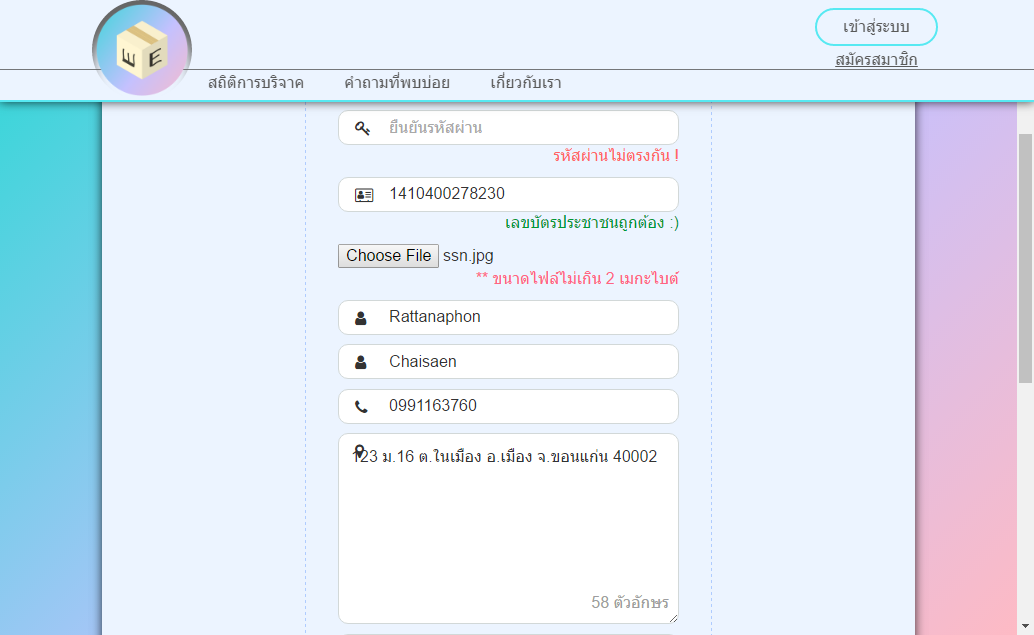 W E
เข้าสู่ระบบ
สมัครสมาชิก
สถิติการบริจาค คำถามที่พบบ่อย เกี่ยวกับเรา
ยืนยันรหัสผ่าน
รหัสผ่านไม่ตรงกัน !
1410400278230
เลขบัตรประชาชนถูกต้อง :)
Choose File ssn.jpg
** ขนาดไฟล์ไม่เกิน 2 เมกะไบต์
Rattanaphon
Chaisaen
0991163760
123 ม.16 ต.ในเมือง อ.เมือง จ.ขอนแก่น 40002
58 ตัวอักษร